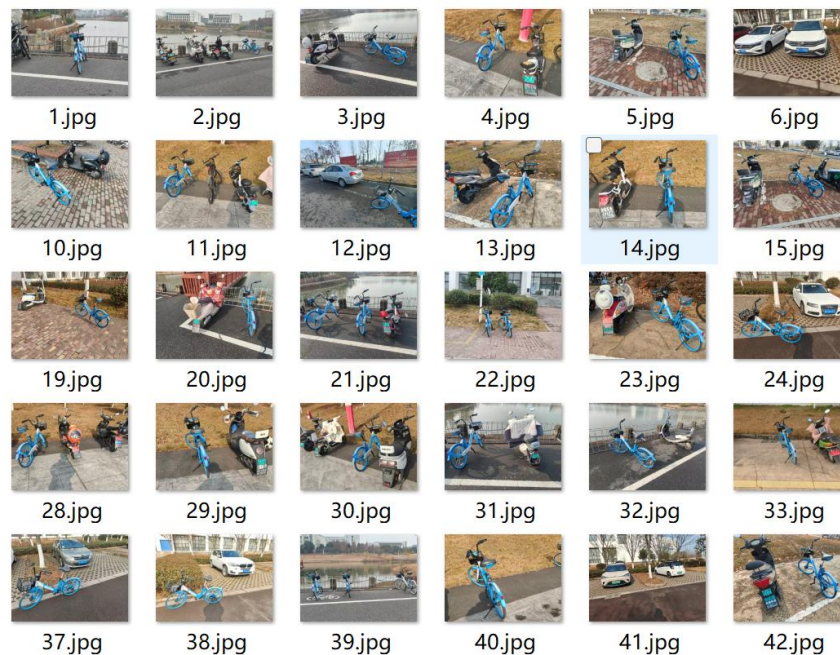 1.jpg 2.jpg 3.jpg 4.jpg 5.jpg 6.jpg
10.jpg 11.jpg 12.jpg 13.jpg 14.jpg 15.jpg
19.jpg 20.jpg 21.jpg 22.jpg 23.jpg 24.jpg
28.jpg 29.jpg 30.jpg 31.jpg 32.jpg 33.jpg
37.jpg 38.jpg 39.jpg 40.jpg 41.jpg 42.jpg